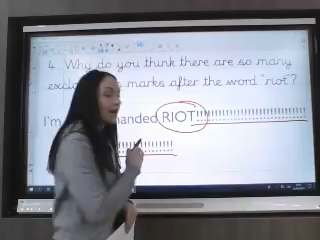 4. Why do you think there are so many
marks after the word "riot"?
I'm handed RIOT!!!!!!!!!!!!!!!!!!!!!!!!!!!!!!
!!!!!!!!!!!!!!!